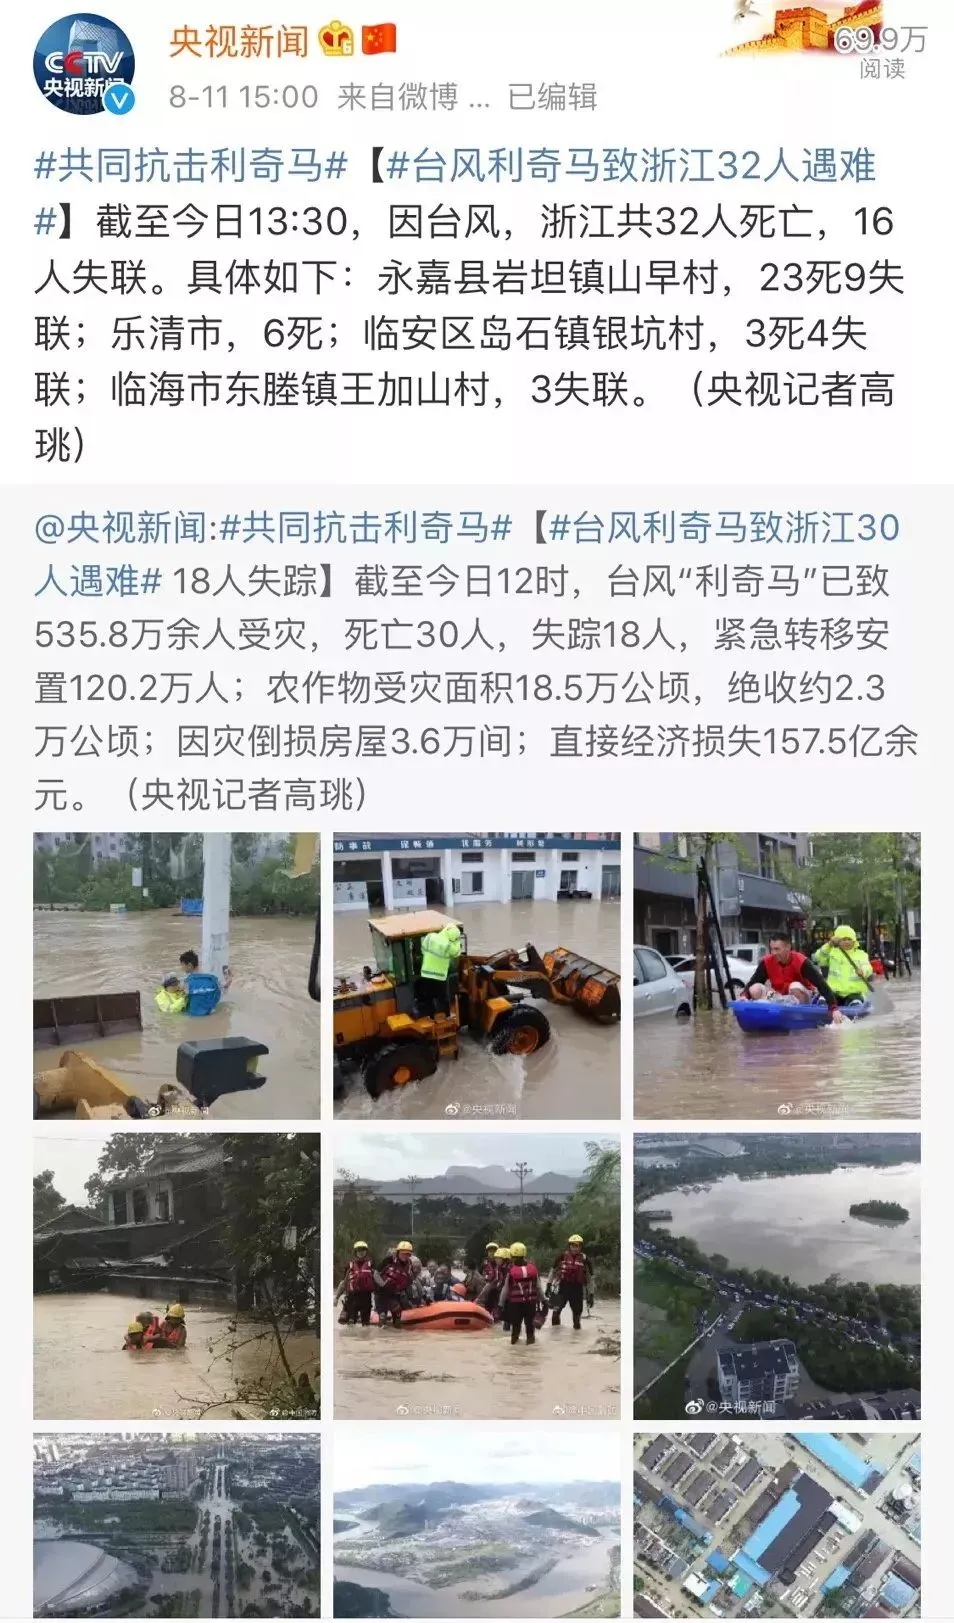 央视新闻
CCTV
央视新闻
69.9万
阅读
8-11 15:00 来自微博 ... 已编辑
#共同抗击利奇马#【#台风利奇马致浙江32人遇难
#】截至今日13:30，因台风，浙江共32人死亡，16
人失联。具体如下：永嘉县岩坦镇山早村，23死9失
联；乐清市，6死；临安区岛石镇银坑村，3死4失
联；临海市东塍镇王加山村，3失联。（央视记者高
珧）
@央视新闻:#共同抗击利奇马#【#台风利奇马致浙江30
人遇难# 18人失踪】截至今日12时，台风“利奇马”已致
535.8万余人受灾，死亡30人，失踪18人，紧急转移安
置120.2万人；农作物受灾面积18.5万公顷，绝收约2.3
万公顷；因灾倒损房屋3.6万间；直接经济损失157.5亿余
元。（央视记者高珧）
@央视新闻
@央视新闻
@央视新闻
@央视新闻
@央视新闻
@央视新闻